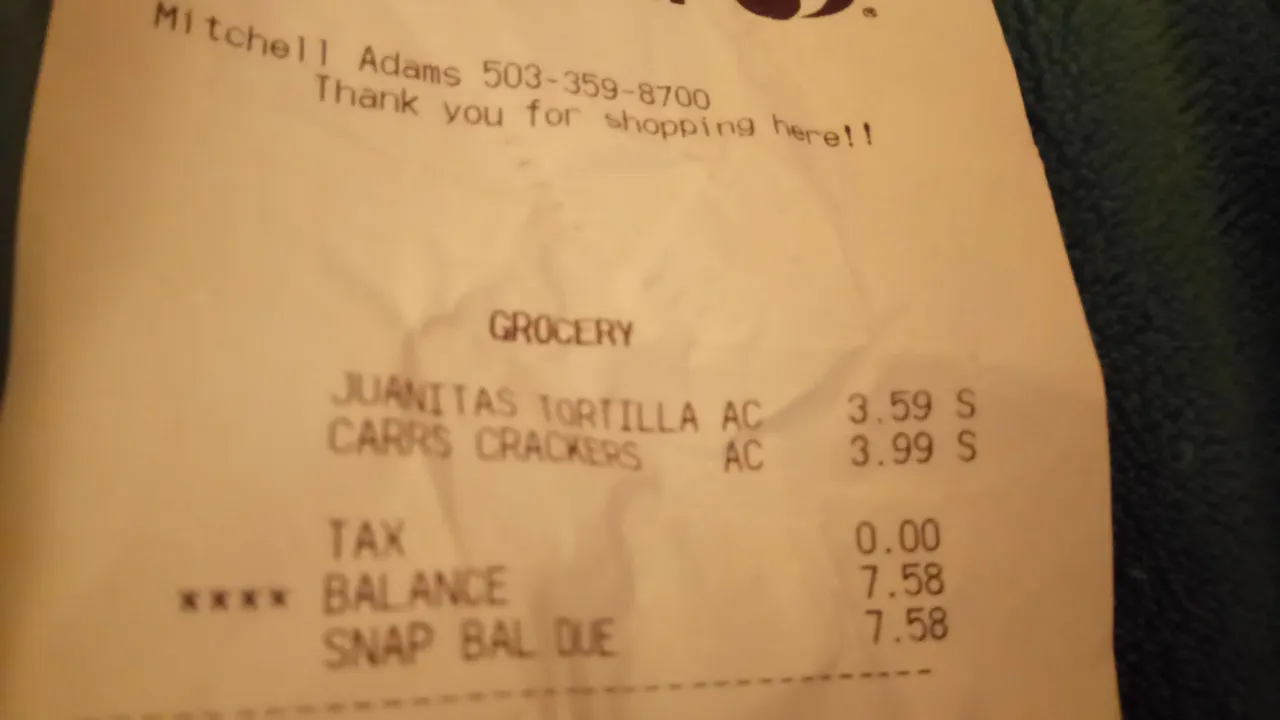 Mitchell Adams 503-359-8700
Thank you for shopping here!!
GROCERY
JUANITAS TORTILLA AC 3.59 S
CARRS CRACKERS AC 3.99 S
TAX 0.00
**** BALANCE 7.58
SNAP BAL DUE 7.58